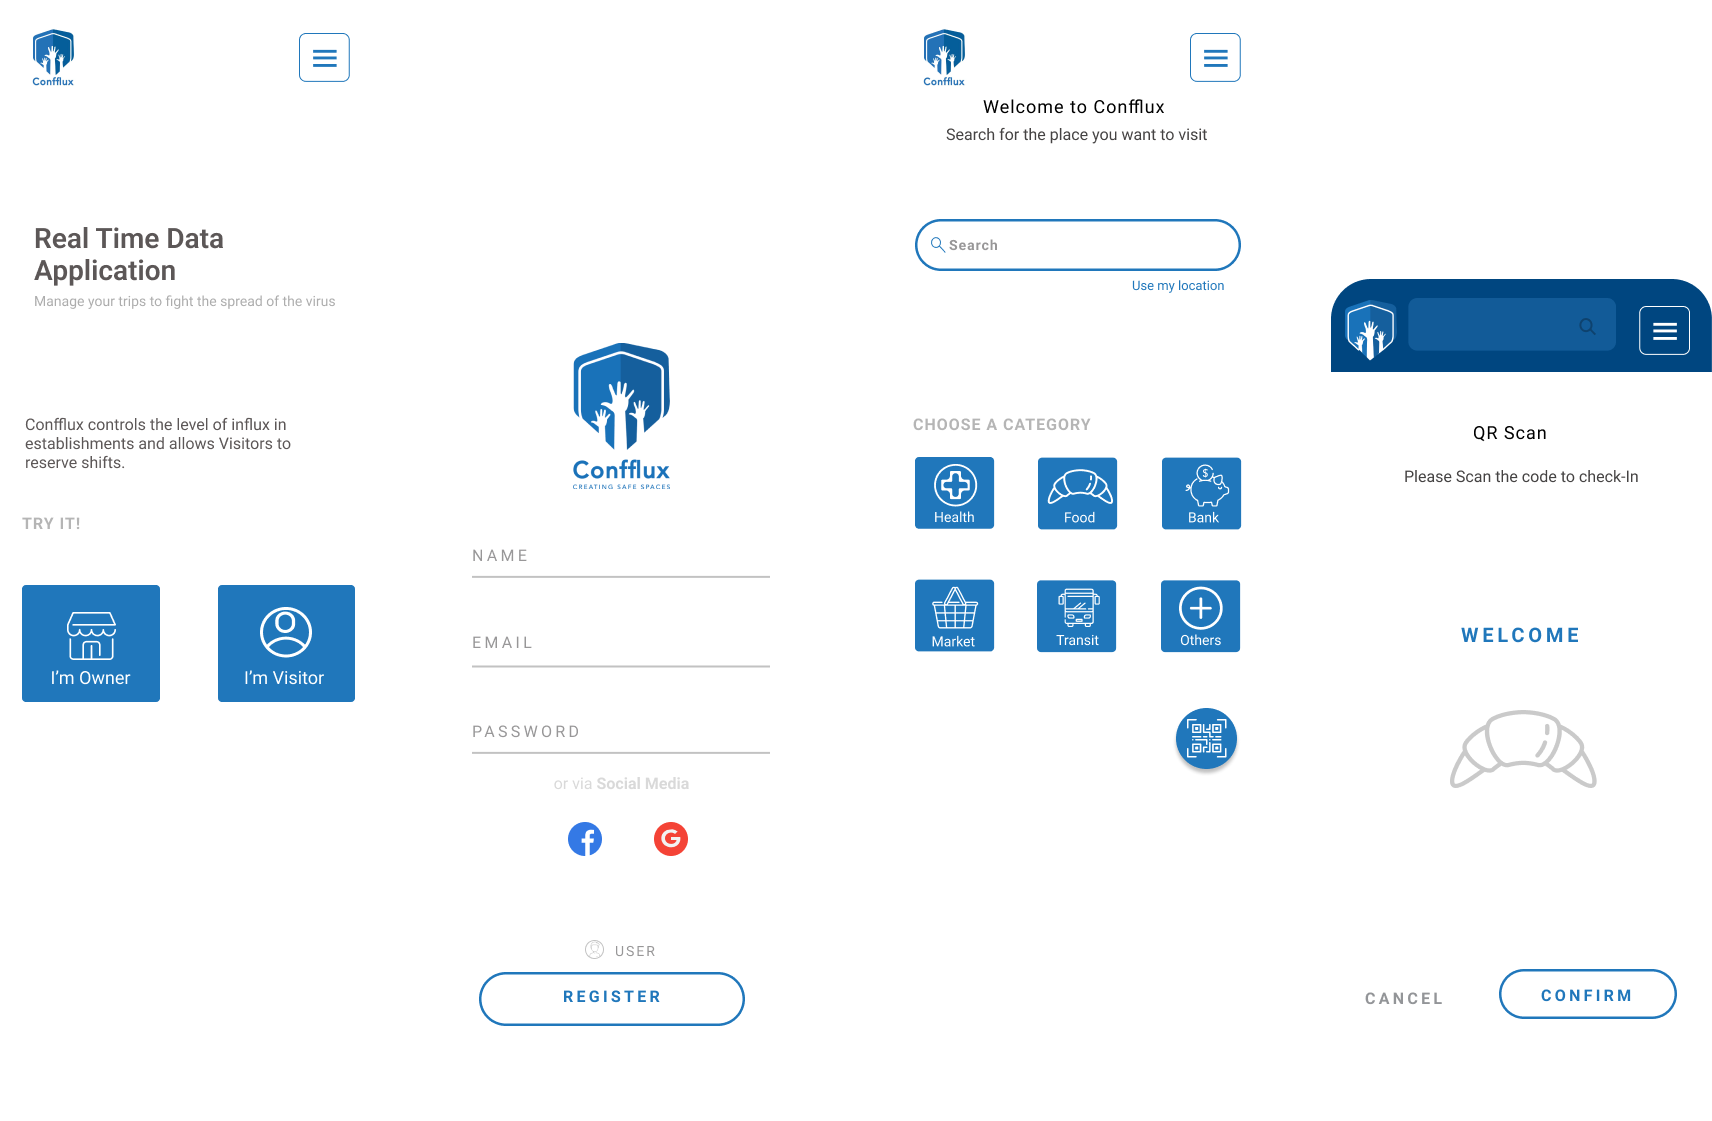 Confflux
Real Time Data
Application
Manage your trips to fight the spread of the virus
Confflux controls the level of influx in
establishments and allows Visitors to
reserve shifts.
TRY IT!
I'm Owner
I'm Visitor
Confflux
CREATING SAFE SPACES
NAME
EMAIL
PASSWORD
or via Social Media
USER
REGISTER
Confflux
Welcome to Confflux
Search for the place you want to visit
Search
Use my location
CHOOSE A CATEGORY
Health
Food
Bank
Market
Transit
Others
QR Scan
Please Scan the code to check-In
WELCOME
CANCEL
CONFIRM